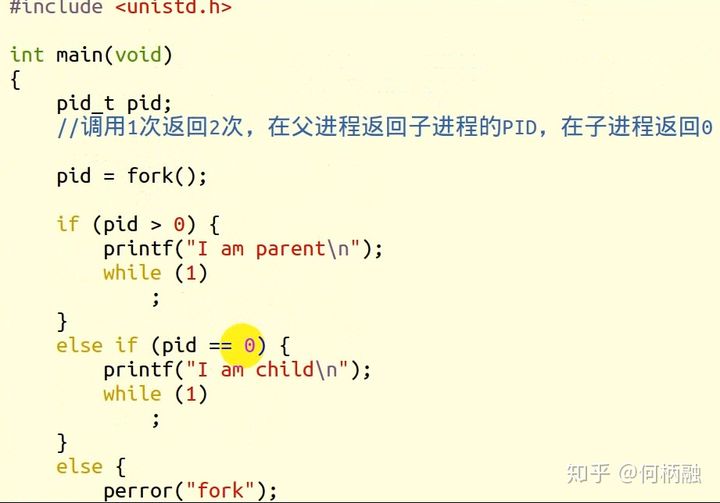 #include <unistd.h>
int main(void)
{
    pid_t pid;
    //调用1次返回2次，在父进程返回子进程的PID，在子进程返回0
    pid = fork();
    if (pid > 0) {
        printf("I am parent\n");
        while (1)
            ;
    }
    else if (pid == 0) {
        printf("I am child\n");
        while (1)
            ;
    }
    else {
        perror("fork");
知乎 @何柄融